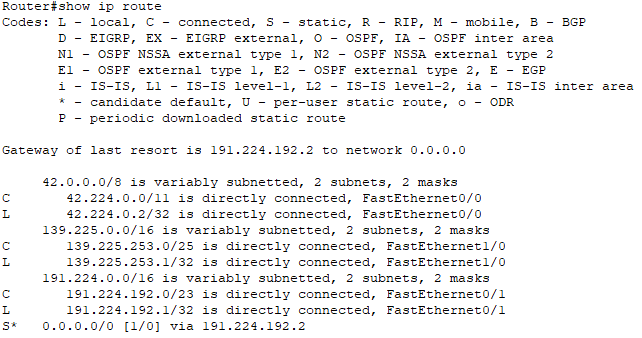 Router#show ip route
Codes: L - local, C - connected, S - static, R - RIP, M - mobile, B - BGP
       D - EIGRP, EX - EIGRP external, O - OSPF, IA - OSPF inter area
       N1 - OSPF NSSA external type 1, N2 - OSPF NSSA external type 2
       E1 - OSPF external type 1, E2 - OSPF external type 2, E - EGP
       i - IS-IS, L1 - IS-IS level-1, L2 - IS-IS level-2, ia - IS-IS inter area
       * - candidate default, U - per-user static route, o - ODR
       P - periodic downloaded static route

Gateway of last resort is 191.224.192.2 to network 0.0.0.0

     42.0.0.0/8 is variably subnetted, 2 subnets, 2 masks
C       42.224.0.0/11 is directly connected, FastEthernet0/0
L       42.224.0.2/32 is directly connected, FastEthernet0/0
     139.225.0.0/16 is variably subnetted, 2 subnets, 2 masks
C       139.225.253.0/25 is directly connected, FastEthernet1/0
L       139.225.253.1/32 is directly connected, FastEthernet1/0
     191.224.0.0/16 is variably subnetted, 2 subnets, 2 masks
C       191.224.192.0/23 is directly connected, FastEthernet0/1
L       191.224.192.1/32 is directly connected, FastEthernet0/1
S*   0.0.0.0/0 [1/0] via 191.224.192.2